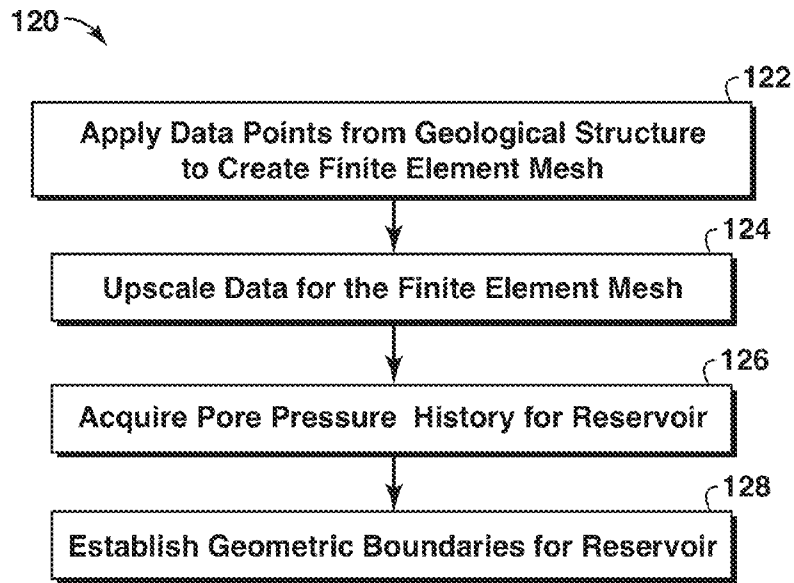 120
122
Apply Data Points from Geological Structure
to Create Finite Element Mesh
124
Upscale Data for the Finite Element Mesh
126
Acquire Pore Pressure History for Reservoir
128
Establish Geometric Boundaries for Reservoir